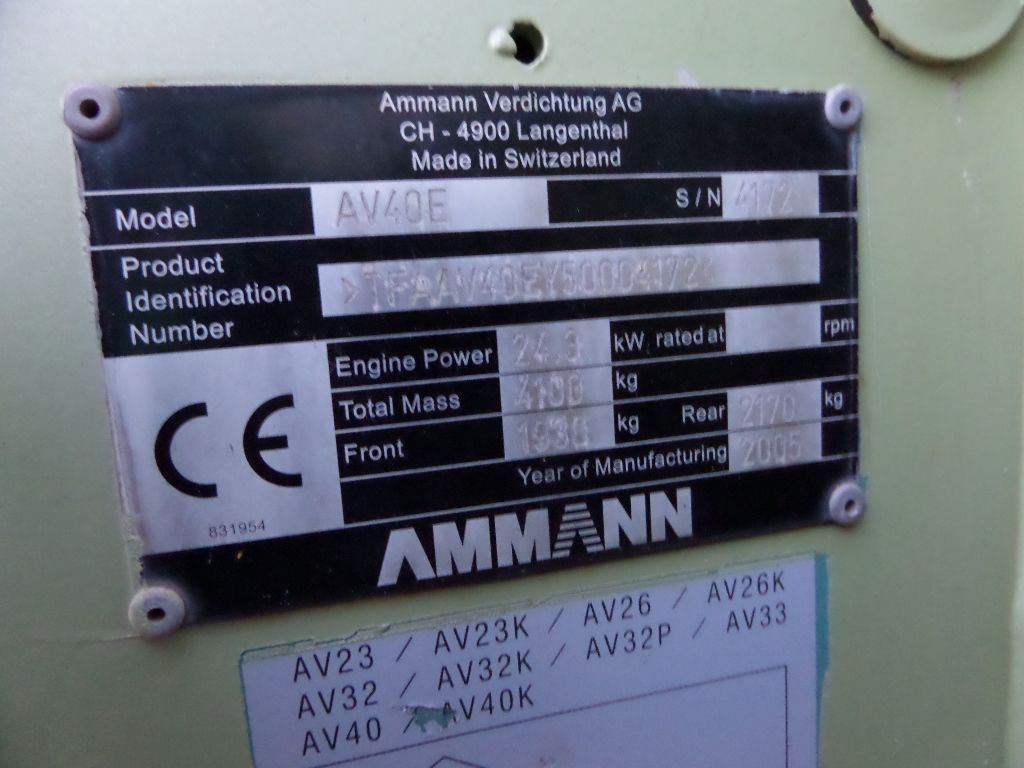 Ammann Verdichtung AG
CH - 4900 Langenthal
Made in Switzerland
Model AV40E S / N
Product
Identification
Number
Engine Power 24.3 kW rated at rpm
Total Mass 4100 kg
Front 1930 kg Rear 2170 kg
Year of Manufacturing 2005
CE
831954
AMMANN
AV23 / AV23K / AV26 / AV26K
AV32 / AV32K / AV32P / AV33
AV40 / AV40K